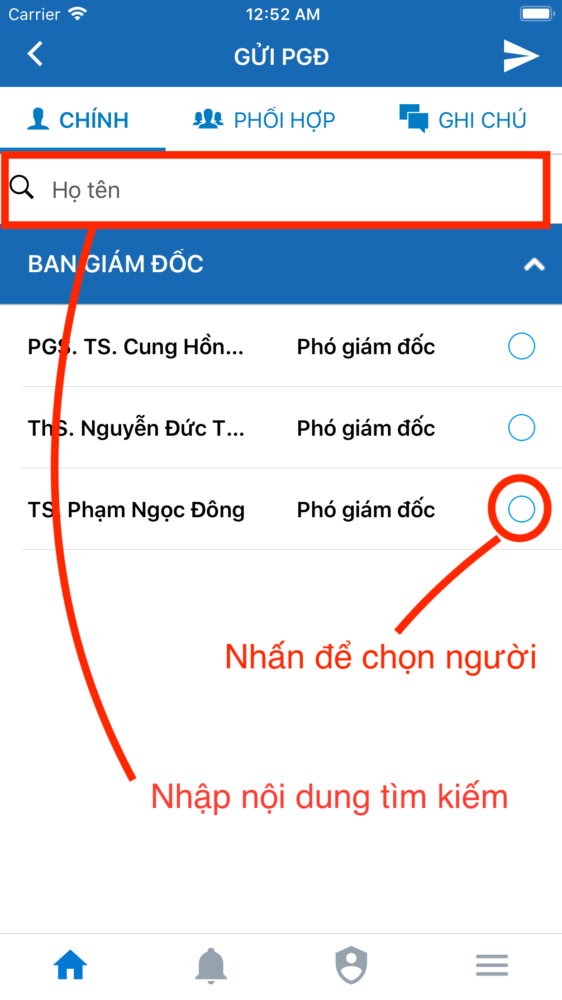 Carrier 12:52 AM
GỬI PGĐ
CHÍNH PHỐI HỢP GHI CHÚ
Họ tên
BAN GIÁM ĐỐC
PGS. TS. Cung Hồn... Phó giám đốc
ThS. Nguyễn Đức T... Phó giám đốc
TS. Phạm Ngọc Đông Phó giám đốc
Nhấn để chọn người
Nhập nội dung tìm kiếm